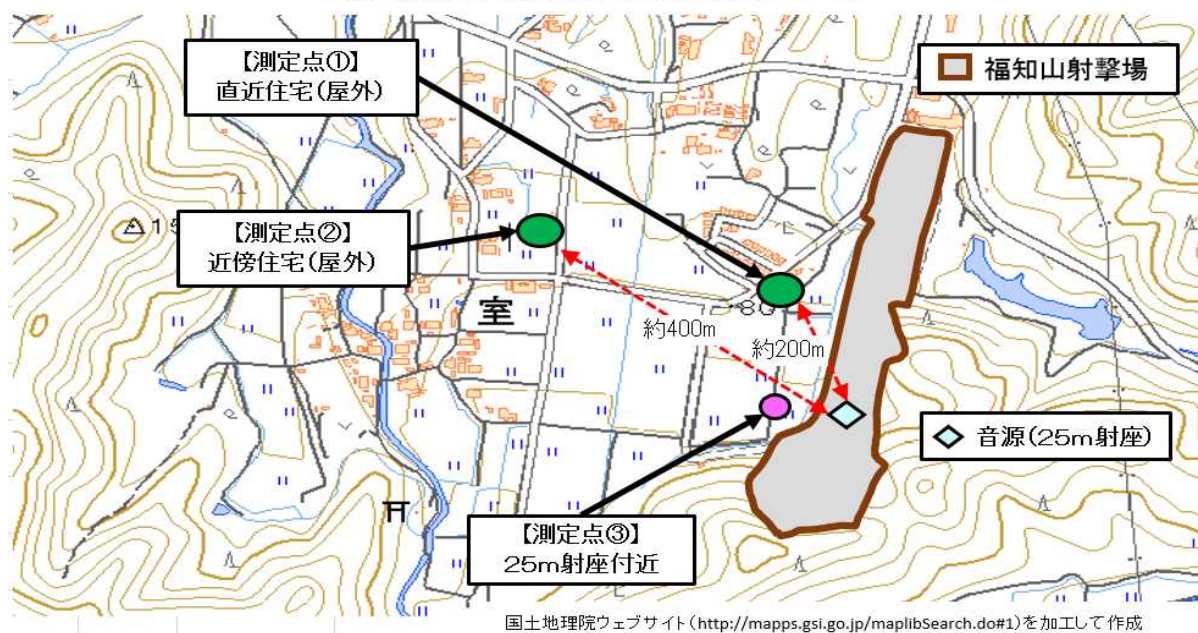 【測定点①】
直近住宅(屋外)
福知山射撃場
【測定点②】
近傍住宅(屋外)
室
約400m
約200m
音源(25m射座)
【測定点③】
25m射座付近
国土地理院ウェブサイト(http://mapps.gsi.go.jp/maplibSearch.do#1)を加工して作成